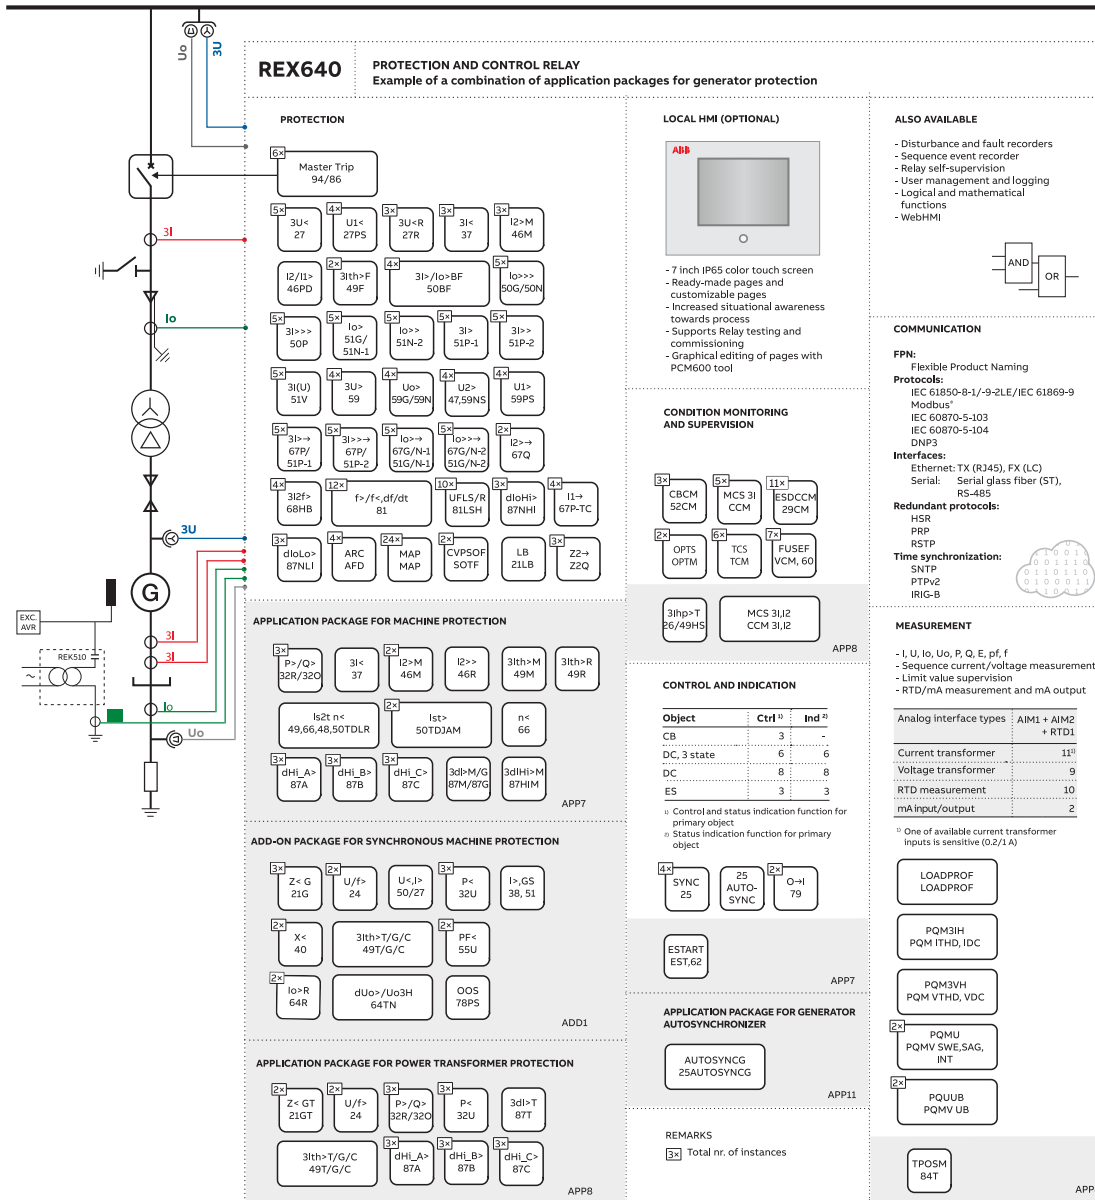 Uo
3U
REX640
PROTECTION AND CONTROL RELAY
Example of a combination of application packages for generator protection
3I
Io
3U
G
EXC.
AVR
REK510
~
3I
3I
Io
Uo
PROTECTION
6×
Master Trip
94/86
5×
3U<
27
4×
U1<
27PS
3×
3U<R
27R
3×
3I<
37
3×
I2>M
46M
I2/I1>
46PD
2×
3Ith>F
49F
4×
3I>/Io>BF
50BF
5×
Io>>>
50G/50N
5×
3I>>>
50P
5×
Io>
51G/
51N-1
5×
Io>>
51N-2
5×
3I>
51P-1
5×
3I>>
51P-2
5×
3I(U)
51V
4×
3U>
59
4×
Uo>
59G/59N
4×
U2>
47,59NS
4×
U1>
59PS
5×
3I>→
67P/
51P-1
5×
3I>>→
67P/
51P-2
5×
Io>→
67G/N-1
51G/N-1
5×
Io>>→
67G/N-2
51G/N-2
2×
I2>→
67Q
4×
3I2f>
68HB
12×
f>/f<,df/dt
81
10×
UFLS/R
81LSH
3×
dIoHi>
87NHI
4×
I1→
67P-TC
3×
dIoLo>
87NLI
4×
ARC
AFD
24×
MAP
MAP
2×
CVPSOF
SOTF
LB
21LB
3×
Z2→
Z2Q
APPLICATION PACKAGE FOR MACHINE PROTECTION
3×
P>/Q>
32R/32O
3I<
37
2×
I2>M
46M
I2>>
46R
3Ith>M
49M
3Ith>R
49R
Is2t n<
49,66,48,50TDLR
2×
Ist>
50TDJAM
n<
66
3×
dHi_A>
87A
3×
dHi_B>
87B
3×
dHi_C>
87C
3dI>M/G
87M/87G
3dIHi>M
87HIM
APP7
ADD-ON PACKAGE FOR SYNCHRONOUS MACHINE PROTECTION
3×
Z< G
21G
2×
U/f>
24
U<,I>
50/27
3×
P<
32U
I>,GS
38, 51
2×
X<
40
3Ith>T/G/C
49T/G/C
2×
PF<
55U
2×
Io>R
64R
dUo>/Uo3H
64TN
OOS
78PS
ADD1
APPLICATION PACKAGE FOR POWER TRANSFORMER PROTECTION
2×
Z< GT
21GT
2×
U/f>
24
3×
P>/Q>
32R/32O
3×
P<
32U
3dI>T
87T
3Ith>T/G/C
49T/G/C
3×
dHi_A>
87A
3×
dHi_B>
87B
3×
dHi_C>
87C
APP8
LOCAL HMI (OPTIONAL)
ABB
- 7 inch IP65 color touch screen
- Ready-made pages and
customizable pages
- Increased situational awareness
towards process
- Supports Relay testing and
commissioning
- Graphical editing of pages with
PCM600 tool
CONDITION MONITORING
AND SUPERVISION
3×
CBCM
52CM
5×
MCS 3I
CCM
11×
ESDCCM
29CM
2×
OPTS
OPTM
6×
TCS
TCM
7×
FUSEF
VCM, 60
3Ihp>T
26/49HS
MCS 3I,I2
CCM 3I,I2
APP8
CONTROL AND INDICATION
Object Ctrl ¹⁾ Ind ²⁾
CB 3 -
DC, 3 state 6 6
DC 8 8
ES 3 3
¹⁾ Control and status indication function for
primary object
²⁾ Status indication function for primary
object
4×
SYNC
25
25
AUTO-
SYNC
2×
O→I
79
ESTART
EST,62
APP7
APPLICATION PACKAGE FOR GENERATOR
AUTOSYNCHRONIZER
AUTOSYNCG
25AUTOSYNCG
APP11
REMARKS
3× Total nr. of instances
ALSO AVAILABLE
- Disturbance and fault recorders
- Sequence event recorder
- Relay self-supervision
- User management and logging
- Logical and mathematical
functions
- WebHMI
AND
OR
COMMUNICATION
FPN:
Flexible Product Naming
Protocols:
IEC 61850-8-1/-9-2LE/IEC 61869-9
Modbus®
IEC 60870-5-103
IEC 60870-5-104
DNP3
Interfaces:
Ethernet: TX (RJ45), FX (LC)
Serial: Serial glass fiber (ST),
RS-485
Redundant protocols:
HSR
PRP
RSTP
Time synchronization:
SNTP
PTPv2
IRIG-B
MEASUREMENT
- I, U, Io, Uo, P, Q, E, pf, f
- Sequence current/voltage measurement
- Limit value supervision
- RTD/mA measurement and mA output
Analog interface types AIM1 + AIM2
+ RTD1
Current transformer 11¹⁾
Voltage transformer 9
RTD measurement 10
mA input/output 2
¹⁾ One of available current transformer
inputs is sensitive (0.2/1 A)
LOADPROF
LOADPROF
PQM3IH
PQM ITHD, IDC
PQM3VH
PQM VTHD, VDC
2×
PQMU
PQMV SWE,SAG,
INT
2×
PQUUB
PQMV UB
TPOSM
84T